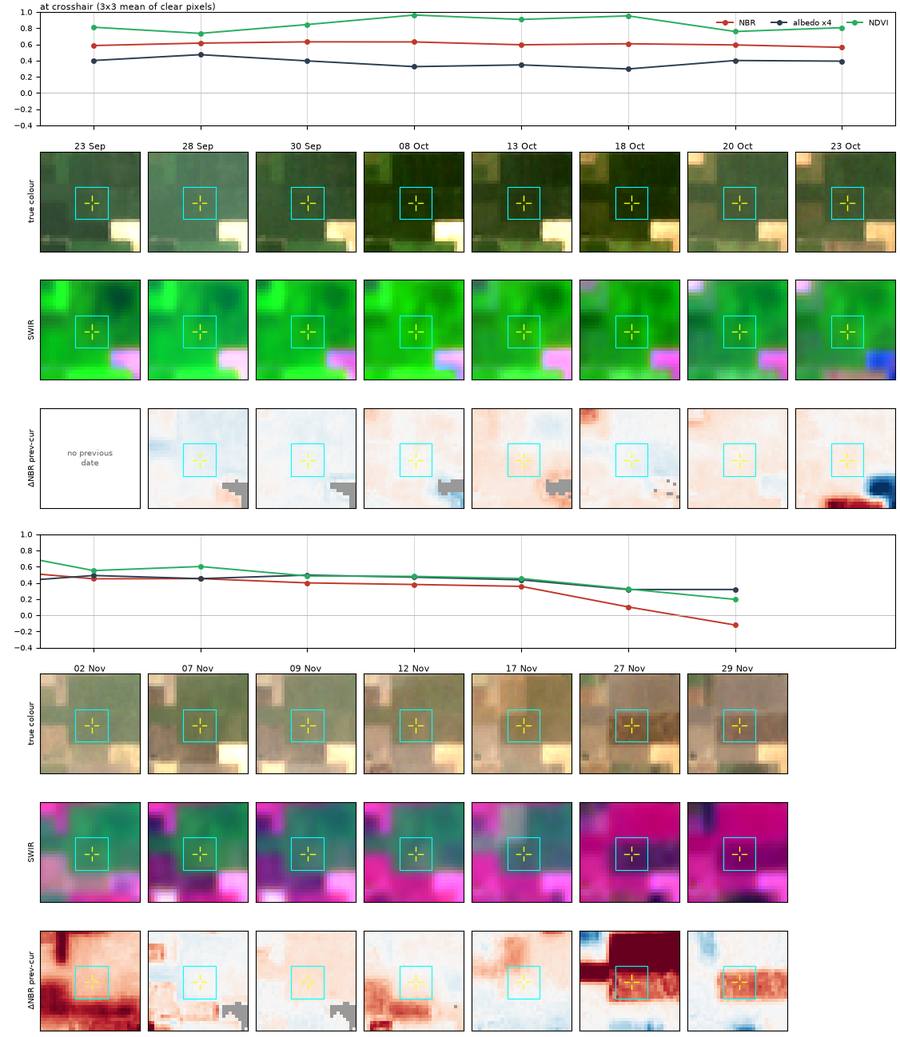 at crosshair (3x3 mean of clear pixels)
1.0
0.8
0.6
0.4
0.2
0.0
−0.2
−0.4
NBR
albedo x4
NDVI
23 Sep
28 Sep
30 Sep
08 Oct
13 Oct
18 Oct
20 Oct
23 Oct
true colour
SWIR
ΔNBR prev-cur
no previous
date
1.0
0.8
0.6
0.4
0.2
0.0
−0.2
−0.4
02 Nov
07 Nov
09 Nov
12 Nov
17 Nov
27 Nov
29 Nov
true colour
SWIR
ΔNBR prev-cur